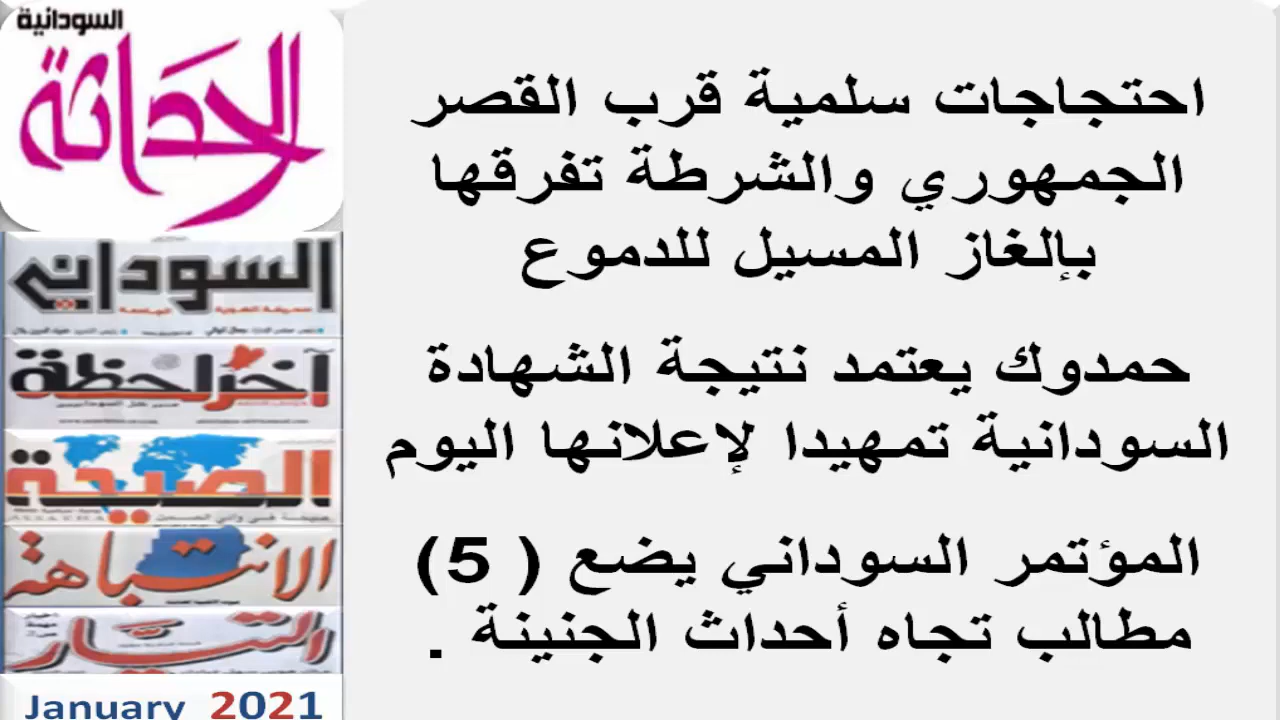 السودانية
الحداثة
احتجاجات سلمية قرب القصر
الجمهوري والشرطة تفرقها
بإلغاز المسيل للدموع
حمدوك يعتمد نتيجة الشهادة
السودانية تمهيدا لإعلانها اليوم
المؤتمر السوداني يضع ( 5)
مطالب تجاه أحداث الجنينة .
السوداني
آخر لحظة
الصيحة
ASSAYHA
الانتباهة
التيار
January 2021